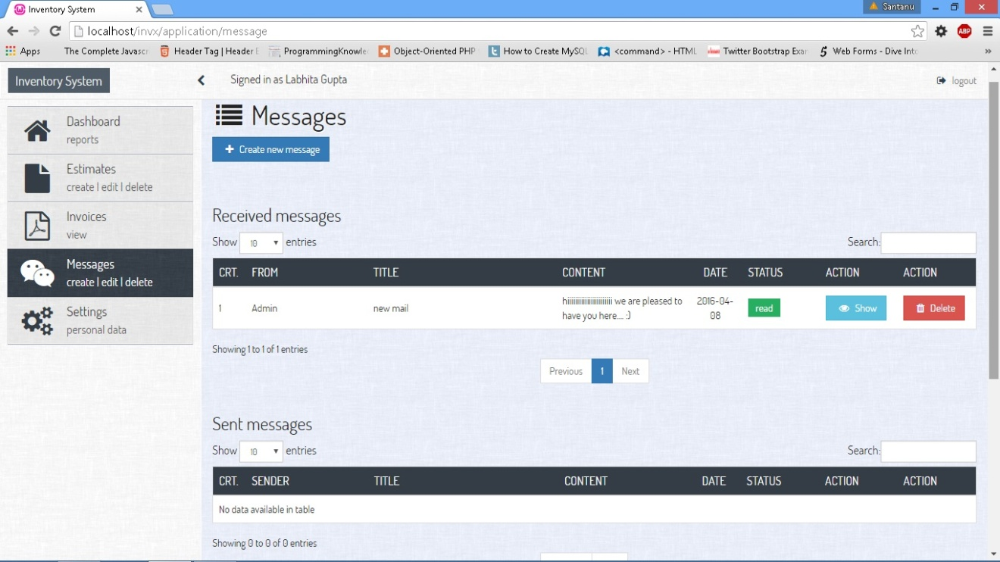 Inventory System
Santanu
localhost/invx/application/message
ABP
Apps The Complete Javascr Header Tag | Header E ProgrammingKnowle Object-Oriented PHP How to Create MySQL <command> - HTML Twitter Bootstrap Exar Web Forms - Dive Into »
Inventory System Signed in as Labhita Gupta logout
Dashboard
reports
Estimates
create | edit | delete
Invoices
view
Messages
create | edit | delete
Settings
personal data
Messages
Create new message
Received messages
Show 10 entries Search:
CRT. FROM TITLE CONTENT DATE STATUS ACTION ACTION
1 Admin new mail
hiiiiiiiiiiiiiiiiiiiiiii we are pleased to
have you here.... :)
2016-04-
08
read Show Delete
Showing 1 to 1 of 1 entries
Previous 1 Next
Sent messages
Show 10 entries Search:
CRT. SENDER TITLE CONTENT DATE STATUS ACTION ACTION
No data available in table
Showing 0 to 0 of 0 entries